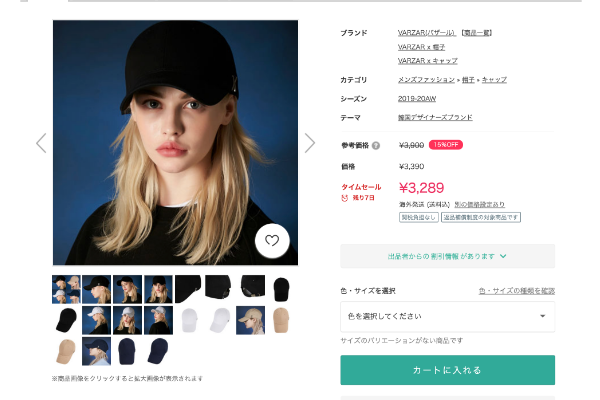 ブランド
VARZAR(バザール) [商品一覧]
VARZAR x 帽子
VARZAR x キャップ
カテゴリ
メンズファッション » 帽子 » キャップ
シーズン
2019-20AW
テーマ
韓国デザイナーズブランド
参考価格 ?
¥3,900 15%OFF
価格
¥3,390
タイムセール
残り7日
¥3,289
海外発送 (送料込) 別の価格設定あり
関税負担なし 返品補償制度の対象商品です
出品者からの割引情報があります
色・サイズを選択 色・サイズの種類を確認
色を選択してください
サイズのバリエーションがない商品です
カートに入れる
※商品画像をクリックすると拡大画像が表示されます